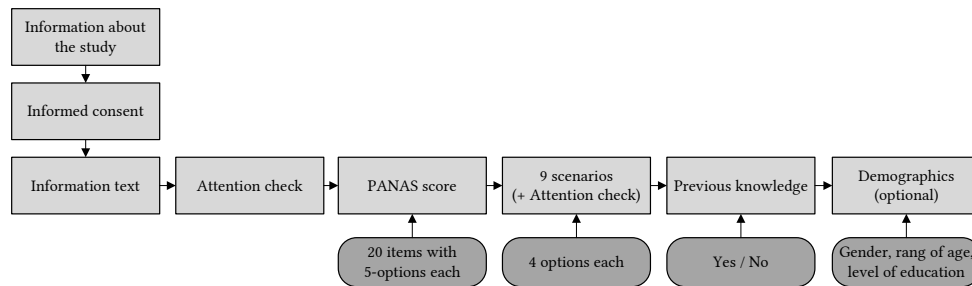 Information about
the study
Informed consent
Information text
Attention check
PANAS score
9 scenarios
(+ Attention check)
Previous knowledge
Demographics
(optional)
20 items with
5-options each
4 options each
Yes / No
Gender, rang of age,
level of education